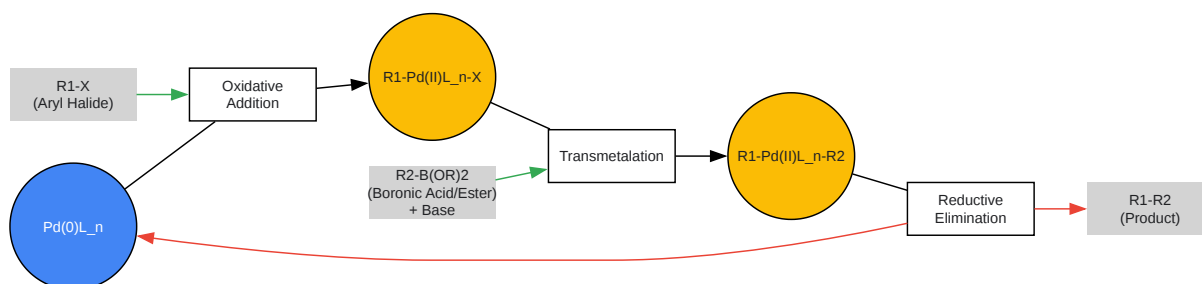 R1-X
(Aryl Halide)
Oxidative
Addition
R1-Pd(II)L_n-X
Pd(0)L_n
R2-B(OR)2
(Boronic Acid/Ester)
+ Base
Transmetalation
R1-Pd(II)L_n-R2
Reductive
Elimination
R1-R2
(Product)